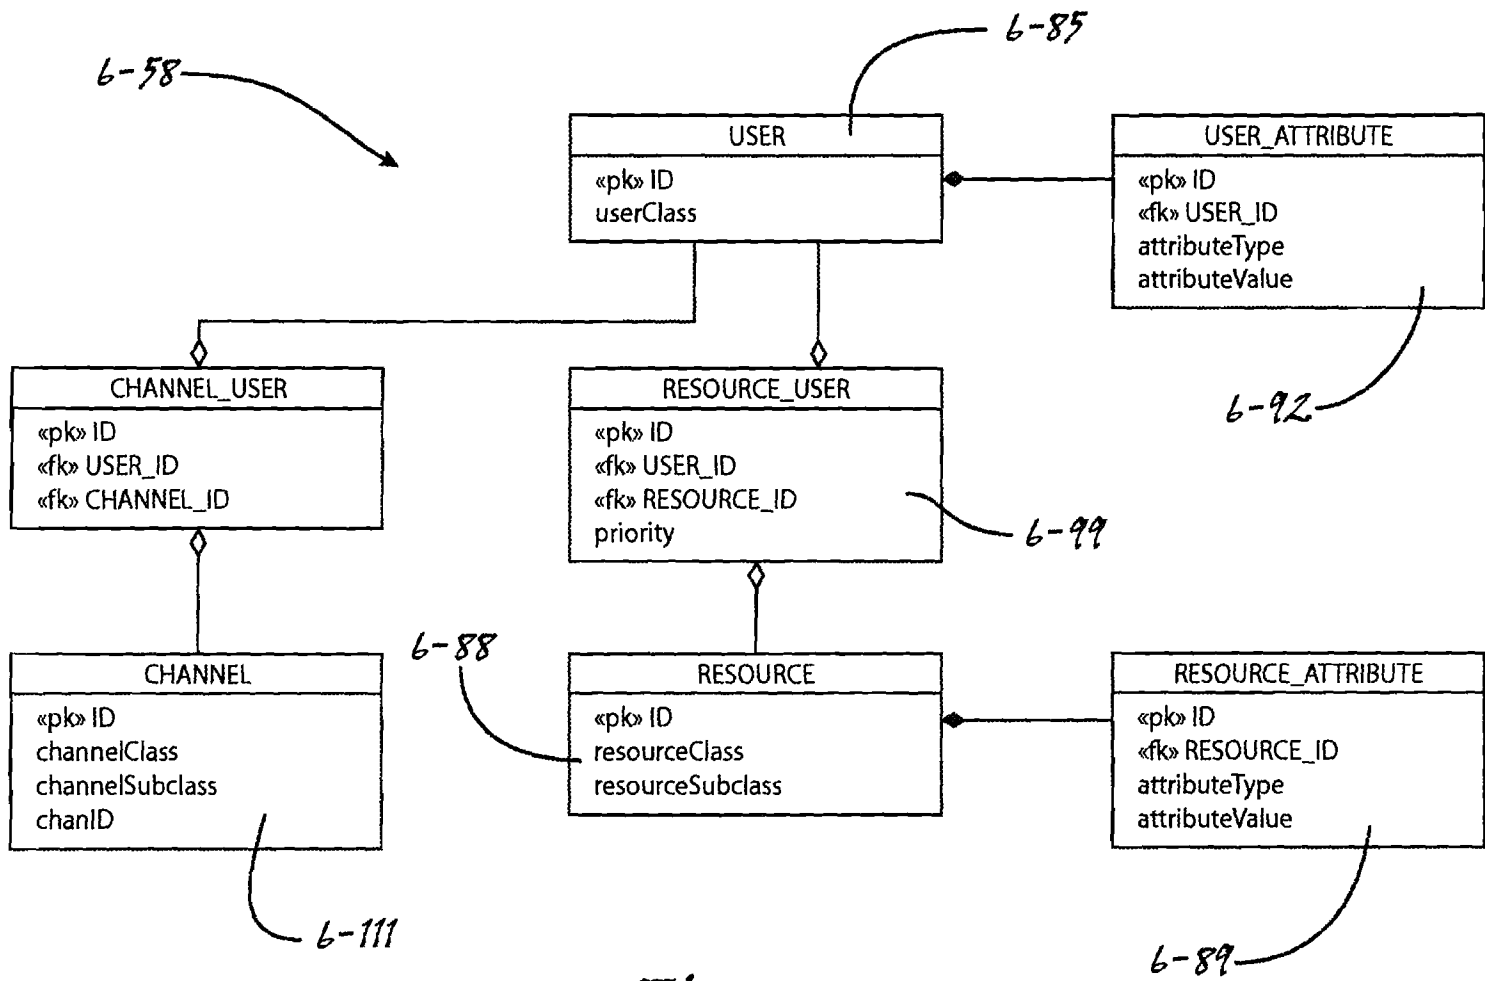 6-85
6-58
USER
«pk» ID
userClass
USER_ATTRIBUTE
«pk» ID
«fk» USER_ID
attributeType
attributeValue
6-92
CHANNEL_USER
«pk» ID
«fk» USER_ID
«fk» CHANNEL_ID
RESOURCE_USER
«pk» ID
«fk» USER_ID
«fk» RESOURCE_ID
priority
6-99
6-88
CHANNEL
«pk» ID
channelClass
channelSubclass
chanID
RESOURCE
«pk» ID
resourceClass
resourceSubclass
RESOURCE_ATTRIBUTE
«pk» ID
«fk» RESOURCE_ID
attributeType
attributeValue
6-111
6-89